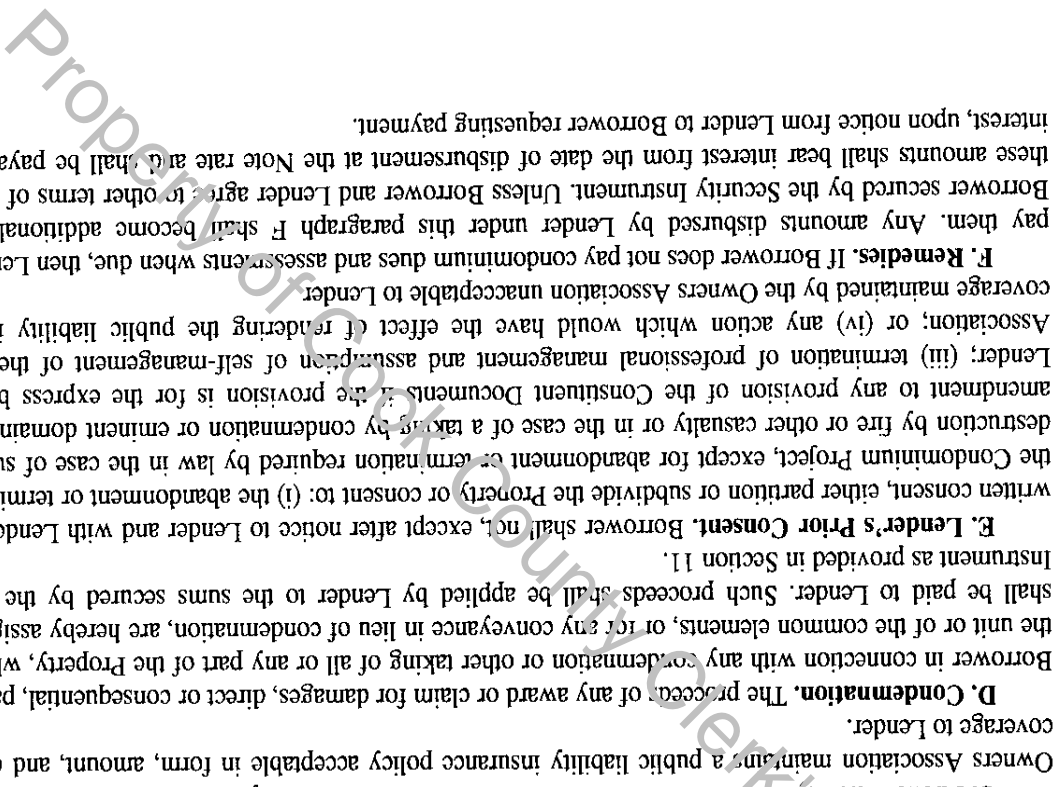 Owners Association maintains a public liability insurance policy acceptable in form, amount, and
coverage to Lender.
D. Condemnation. The proceeds of any award or claim for damages, direct or consequential, pa
Borrower in connection with any condemnation or other taking of all or any part of the Property, w
the unit or of the common elements, or for any conveyance in lieu of condemnation, are hereby assig
shall be paid to Lender. Such proceeds shall be applied by Lender to the sums secured by the
Instrument as provided in Section 11.
E. Lender's Prior Consent. Borrower shall not, except after notice to Lender and with Lende
written consent, either partition or subdivide the Property or consent to: (i) the abandonment or termi
the Condominium Project, except for abandonment or termination required by law in the case of su
destruction by fire or other casualty or in the case of a taking by condemnation or eminent domain
amendment to any provision of the Constituent Documents if the provision is for the express b
Lender; (iii) termination of professional management and assumption of self-management of the
Association; or (iv) any action which would have the effect of rendering the public liability i
coverage maintained by the Owners Association unacceptable to Lender
F. Remedies. If Borrower does not pay condominium dues and assessments when due, then Len
pay them. Any amounts disbursed by Lender under this paragraph F shall become additional
Borrower secured by the Security Instrument. Unless Borrower and Lender agree to other terms of
these amounts shall bear interest from the date of disbursement at the Note rate and shall be paya
interest, upon notice from Lender to Borrower requesting payment.
Property of Cook County Clerk's